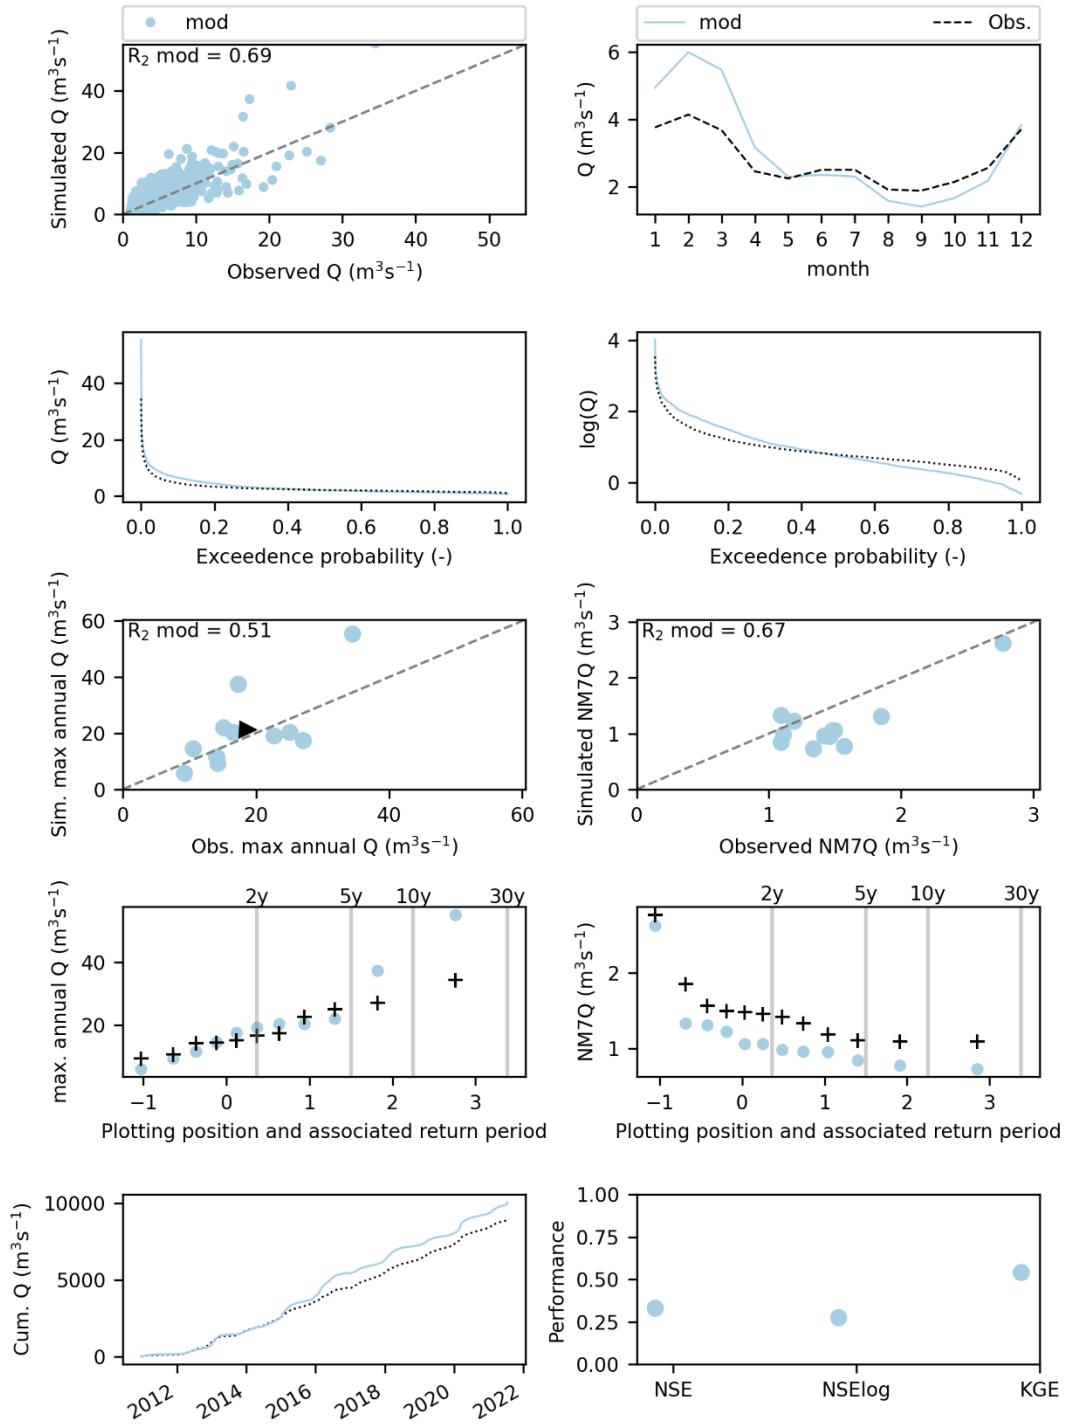 mod
mod Obs.
R₂ mod = 0.69
Simulated Q (m³s⁻¹)
40
20
0
0 10 20 30 40 50
Observed Q (m³s⁻¹)
Q (m³s⁻¹)
6
4
2
1 2 3 4 5 6 7 8 9 10 11 12
month
Q (m³s⁻¹)
40
20
0
0.0 0.2 0.4 0.6 0.8 1.0
Exceedence probability (-)
log(Q)
4
2
0
0.0 0.2 0.4 0.6 0.8 1.0
Exceedence probability (-)
R₂ mod = 0.51
Sim. max annual Q (m³s⁻¹)
60
40
20
0
0 20 40 60
Obs. max annual Q (m³s⁻¹)
R₂ mod = 0.67
Simulated NM7Q (m³s⁻¹)
3
2
1
0
0 1 2 3
Observed NM7Q (m³s⁻¹)
2y 5y 10y 30y
max. annual Q (m³s⁻¹)
40
20
−1 0 1 2 3
Plotting position and associated return period
2y 5y 10y 30y
NM7Q (m³s⁻¹)
2
1
−1 0 1 2 3
Plotting position and associated return period
Cum. Q (m³s⁻¹)
10000
5000
0
2012 2014 2016 2018 2020 2022
Performance
1.00
0.75
0.50
0.25
0.00
NSE NSElog KGE